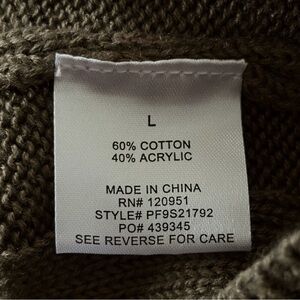 L
60% COTTON
40% ACRYLIC
MADE IN CHINA
RN# 120951
STYLE# PF9S21792
PO# 439345
SEE REVERSE FOR CARE